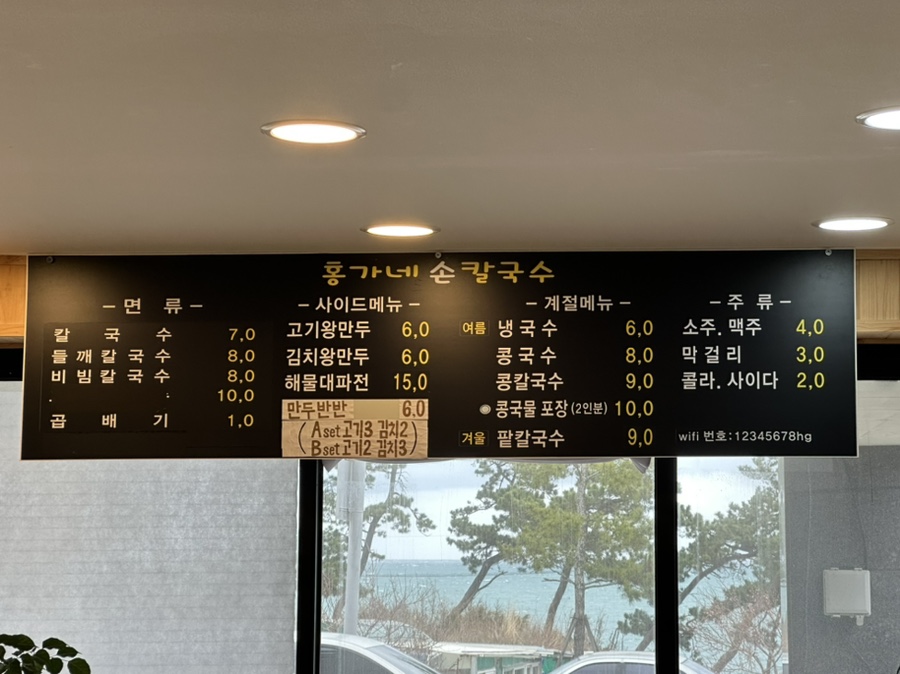 홍가네 손칼국수
– 면 류 –
칼 국 수 7,0
들 깨 칼 국 수 8,0
비 빔 칼 국 수 8,0
10,0
곱 배 기 1,0
– 사이드메뉴 –
고기왕만두 6,0
김치왕만두 6,0
해물대파전 15,0
만두반반 6.0
(A set 고기3 김치2
B set 고기2 김치3)
– 계절메뉴 –
여름 냉국수 6,0
콩국수 8,0
콩칼국수 9,0
콩국물 포장 (2인분) 10,0
겨울 팥칼국수 9,0
– 주 류 –
소주. 맥주 4,0
막걸리 3,0
콜라. 사이다 2,0
wifi 번호:12345678hg